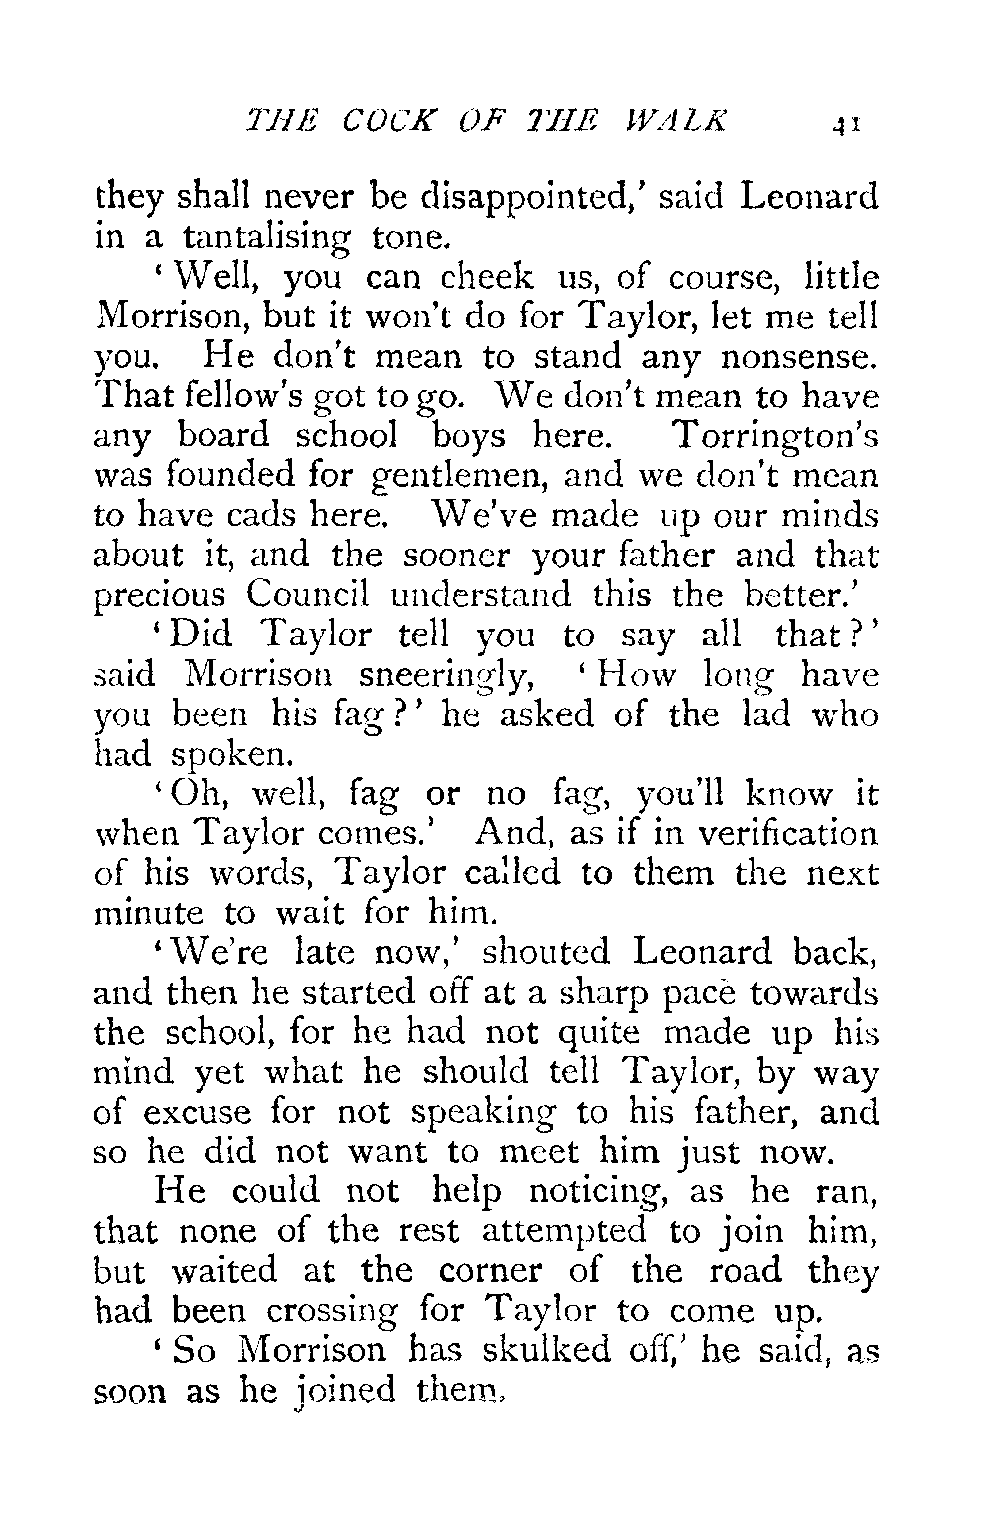 THE COCK OF THE WALK 41
they shall never be disappointed,' said Leonard
in a tantalising tone.
‘ Well, you can cheek us, of course, little
Morrison, but it won't do for Taylor, let me tell
you. He don't mean to stand any nonsense.
That fellow's got to go. We don't mean to have
any board school boys here. Torrington's
was founded for gentlemen, and we don't mean
to have cads here. We've made up our minds
about it, and the sooner your father and that
precious Council understand this the better.'
‘ Did Taylor tell you to say all that?'
said Morrison sneeringly, ‘ How long have
you been his fag?' he asked of the lad who
had spoken.
‘ Oh, well, fag or no fag, you'll know it
when Taylor comes.' And, as if in verification
of his words, Taylor called to them the next
minute to wait for him.
‘ We're late now,' shouted Leonard back,
and then he started off at a sharp pace towards
the school, for he had not quite made up his
mind yet what he should tell Taylor, by way
of excuse for not speaking to his father, and
so he did not want to meet him just now.
He could not help noticing, as he ran,
that none of the rest attempted to join him,
but waited at the corner of the road they
had been crossing for Taylor to come up.
‘ So Morrison has skulked off,' he said, as
soon as he joined them.